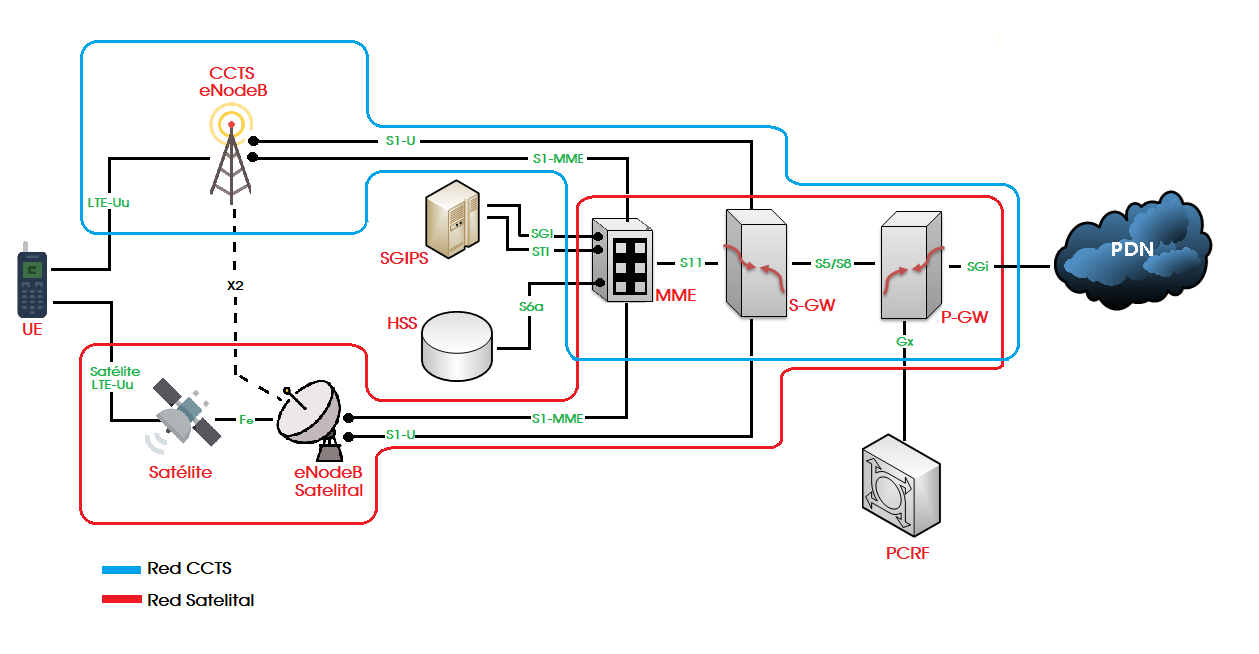 CCTS
eNodeB
S1-U
S1-MME
LTE-Uu
SGI
STI
SGIPS
PDN
S11
S5/S8
SGi
X2
MME
S-GW
P-GW
S6a
UE
HSS
Gx
Satélite
LTE-Uu
Fe
S1-MME
S1-U
Satélite
eNodeB
Satelital
PCRF
Red CCTS
Red Satelital